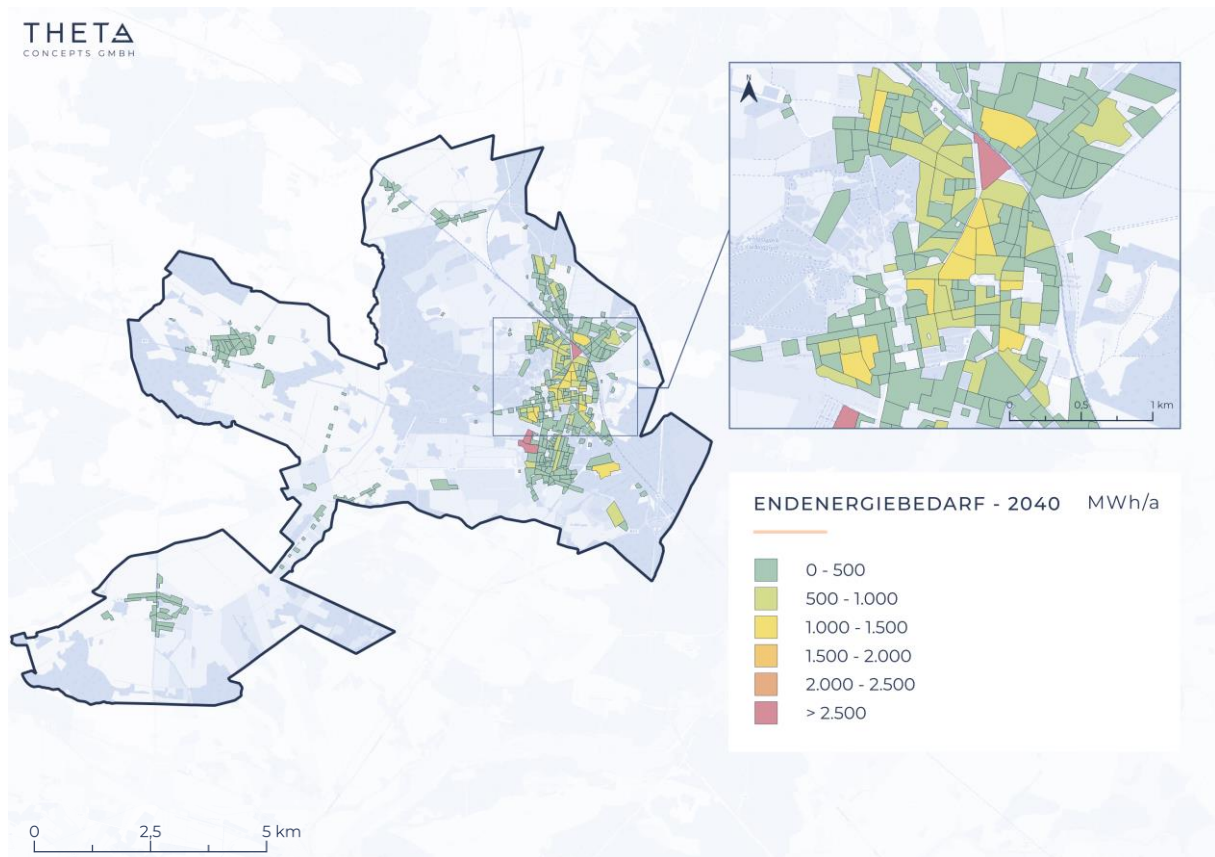 THETA
CONCEPTS GMBH
N
0 0,5 1 km
ENDENERGIEBEDARF - 2040 MWh/a
0 - 500
500 - 1.000
1.000 - 1.500
1.500 - 2.000
2.000 - 2.500
> 2.500
0 2,5 5 km